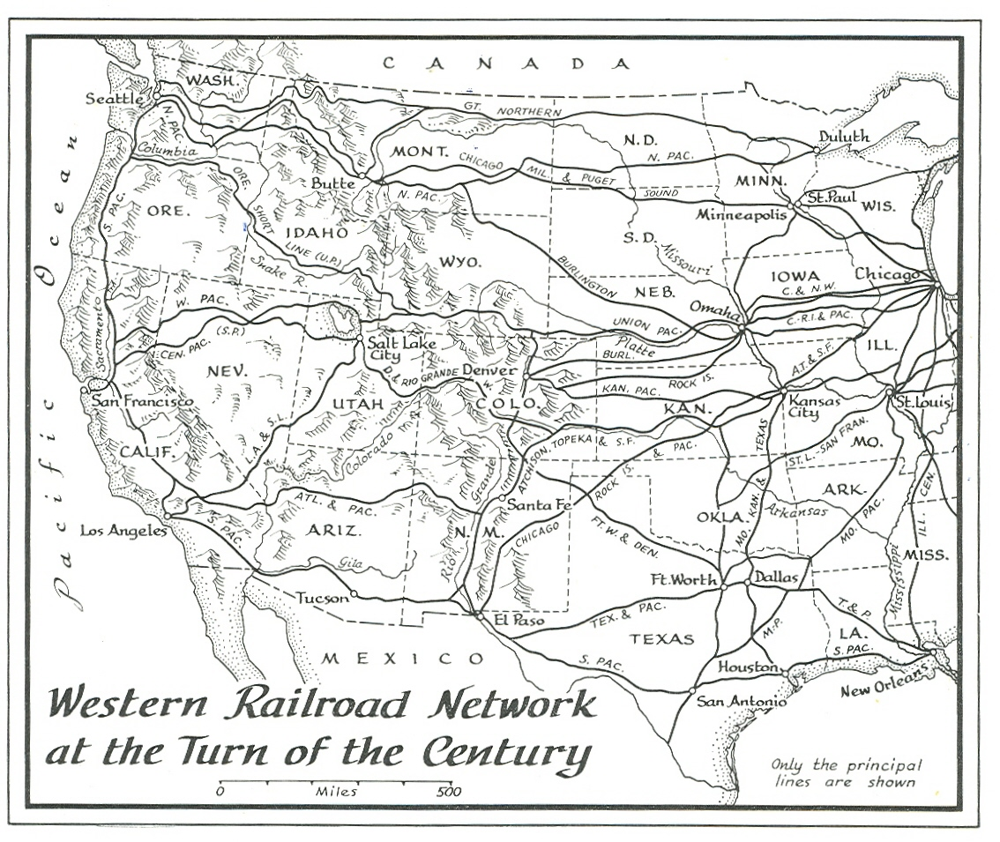 CANADA
WASH.
Seattle
GT. NORTHERN
N. PAC.
Columbia
MONT.
CHICAGO MIL. & PUGET SOUND
N.D.
N. PAC.
Duluth
Butte
N. PAC.
MINN.
St. Paul
WIS.
Minneapolis
ORE.
S. PAC.
ORE. SHORT LINE (U.P.)
IDAHO
Snake R.
WYO.
S.D.
Missouri
BURLINGTON
NEB.
IOWA
Chicago
C. & N.W.
Omaha
C.-R.I. & PAC.
W. PAC.
CEN. PAC. (S.P.)
Sacramento
UNION PAC.
Platte
BURL.
Salt Lake
City
D. & RIO GRANDE W.
Denver
ROCK IS.
A.T. & S.F.
ILL.
NEV.
San Francisco
UTAH
COLO.
KAN. PAC.
KAN.
Kansas
City
St. Louis
CALIF.
L.A. & S.L.
Colorado
ATCHISON, TOPEKA & S.F.
CHICAGO ROCK IS. & PAC.
MO. KAN. & TEXAS
ST. L.-SAN FRAN.
MO.
ARK.
ILL. CEN.
Los Angeles
S. PAC.
ATL. & PAC.
ARIZ.
Gila
Rio Grande
N. M.
Santa Fe
FT. W. & DEN.
OKLA.
Arkansas
MO. PAC.
Mississippi
MISS.
Tucson
El Paso
Ft. Worth
Dallas
TEX. & PAC.
TEXAS
M-P.
T. & P.
LA.
S. PAC.
New Orleans
Houston
S. PAC.
San Antonio
MEXICO
Pacific Ocean
Western Railroad Network
at the Turn of the Century
0 Miles 500
Only the principal
lines are shown